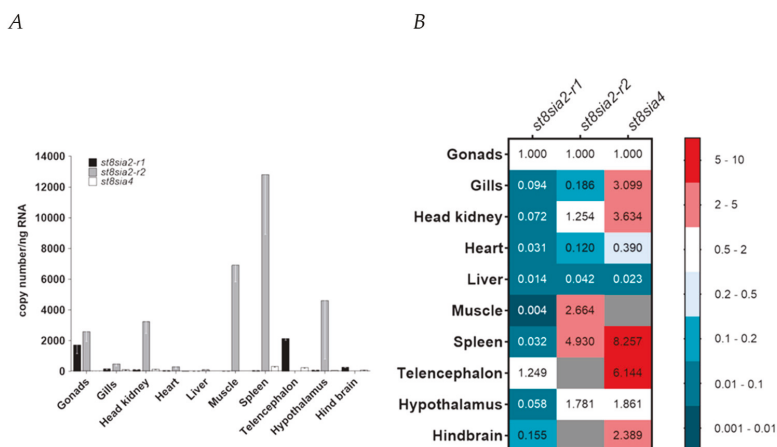 A
B
copy number/ng RNA
14000
12000
10000
8000
6000
4000
2000
0
st8sia2-r1
st8sia2-r2
st8sia4
Gonads
Gills
Head kidney
Heart
Liver
Muscle
Spleen
Telencephalon
Hypothalamus
Hind brain
st8sia2-r1 st8sia2-r2 st8sia4
Gonads 1.000 1.000 1.000
Gills 0.094 0.186 3.099
Head kidney 0.072 1.254 3.634
Heart 0.031 0.120 0.390
Liver 0.014 0.042 0.023
Muscle 0.004 2.664
Spleen 0.032 4.930 8.257
Telencephalon 1.249 6.144
Hypothalamus 0.058 1.781 1.861
Hindbrain 0.155 2.389
5 - 10
2 - 5
0.5 - 2
0.2 - 0.5
0.1 - 0.2
0.01 - 0.1
0.001 - 0.01